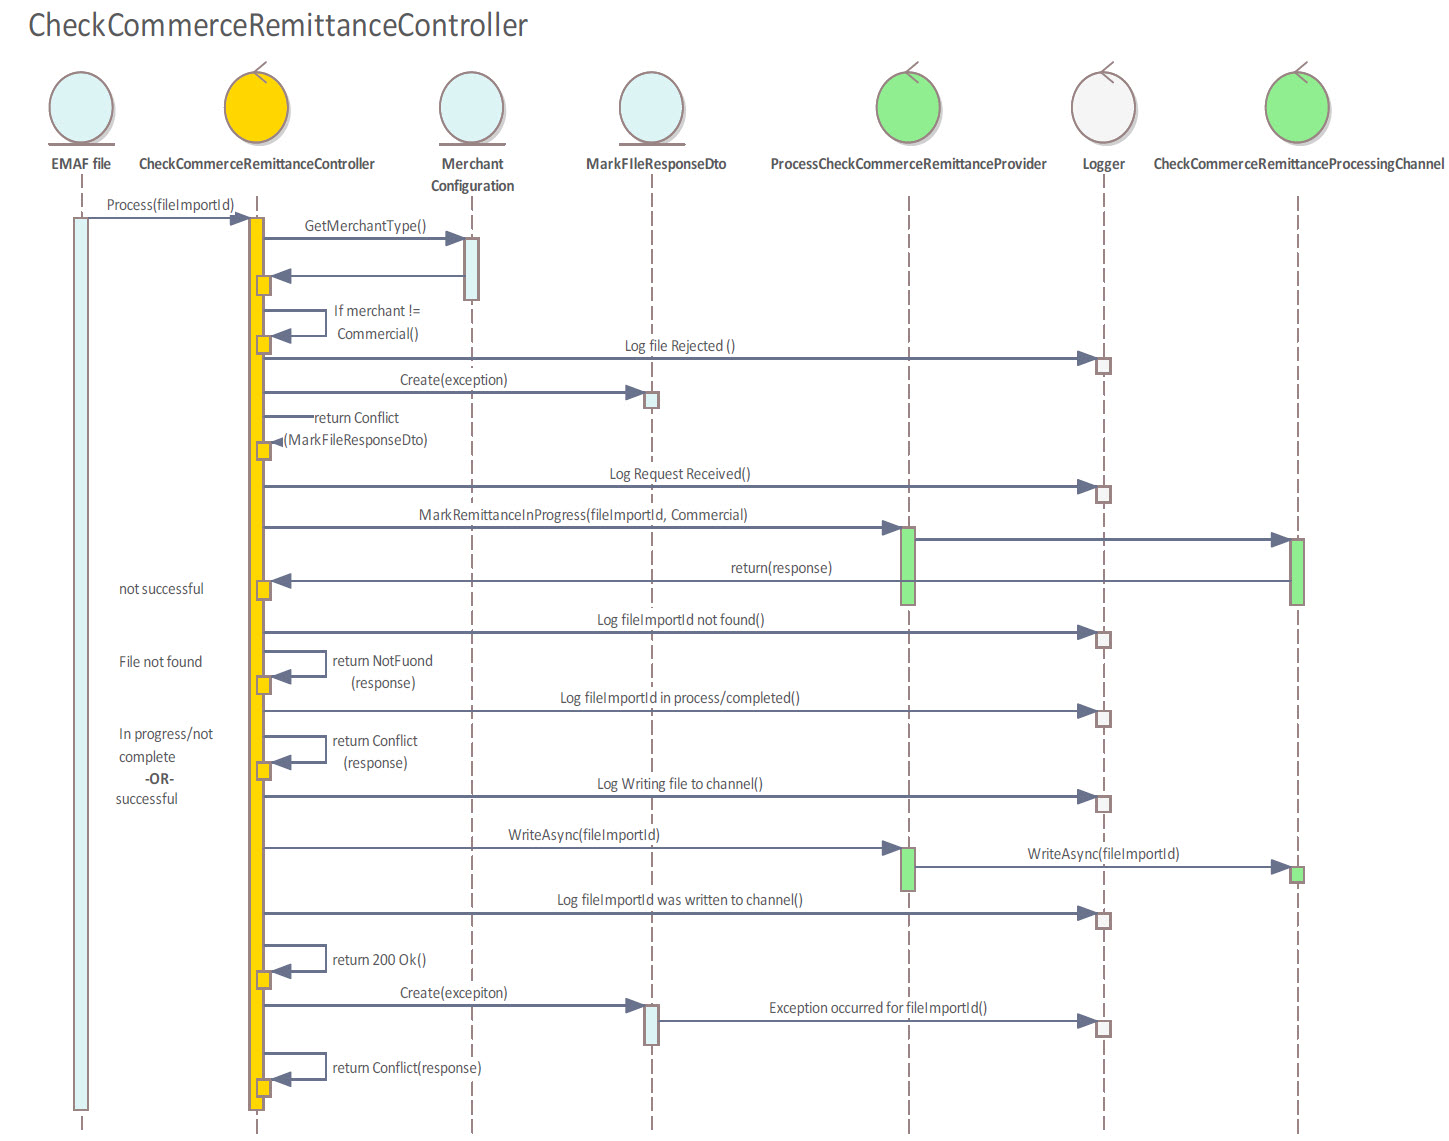 CheckCommerceRemittanceController
EMAF file
CheckCommerceRemittanceController
Merchant
Configuration
MarkFIleResponseDto
ProcessCheckCommerceRemittanceProvider
Logger
CheckCommerceRemittanceProcessingChannel
Process(fileImportId)
GetMerchantType()
If merchant !=
Commercial()
Log file Rejected ()
Create(exception)
return Conflict
(MarkFileResponseDto)
Log Request Received()
MarkRemittanceInProgress(fileImportId, Commercial)
return(response)
not successful
Log fileImportId not found()
File not found
return NotFuond
(response)
Log fileImportId in process/completed()
In progress/not
complete
-OR-
successful
return Conflict
(response)
Log Writing file to channel()
WriteAsync(fileImportId)
WriteAsync(fileImportId)
Log fileImportId was written to channel()
return 200 Ok()
Create(excepiton)
Exception occurred for fileImportId()
return Conflict(response)